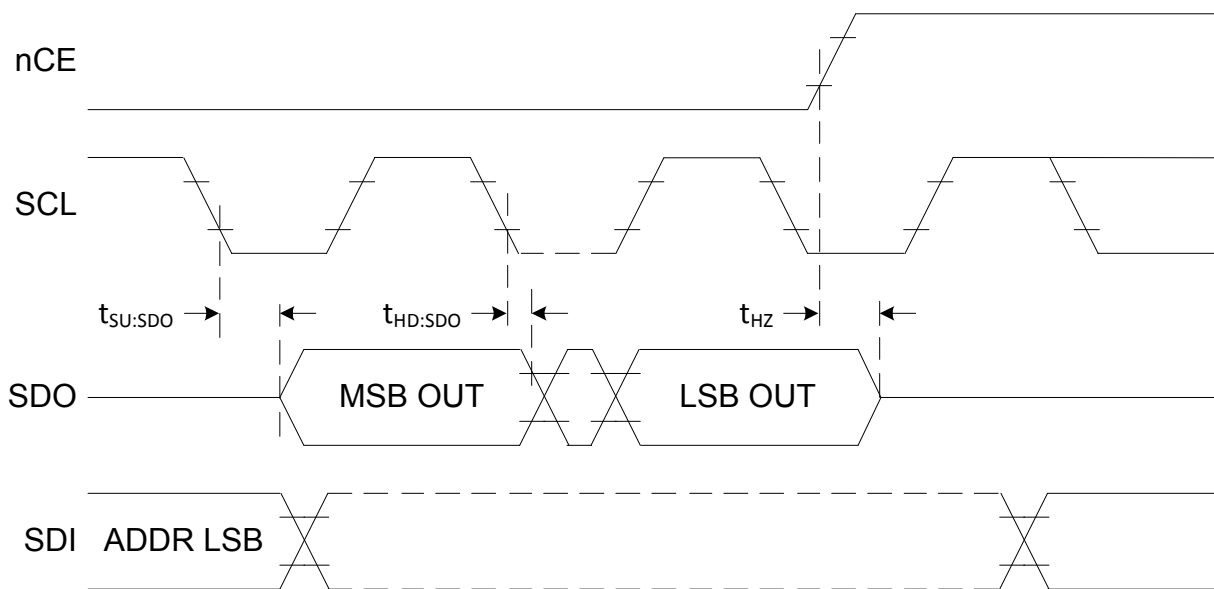 nCE
SCL
tSU:SDO
tHD:SDO
tHZ
SDO
MSB OUT
LSB OUT
SDI
ADDR LSB